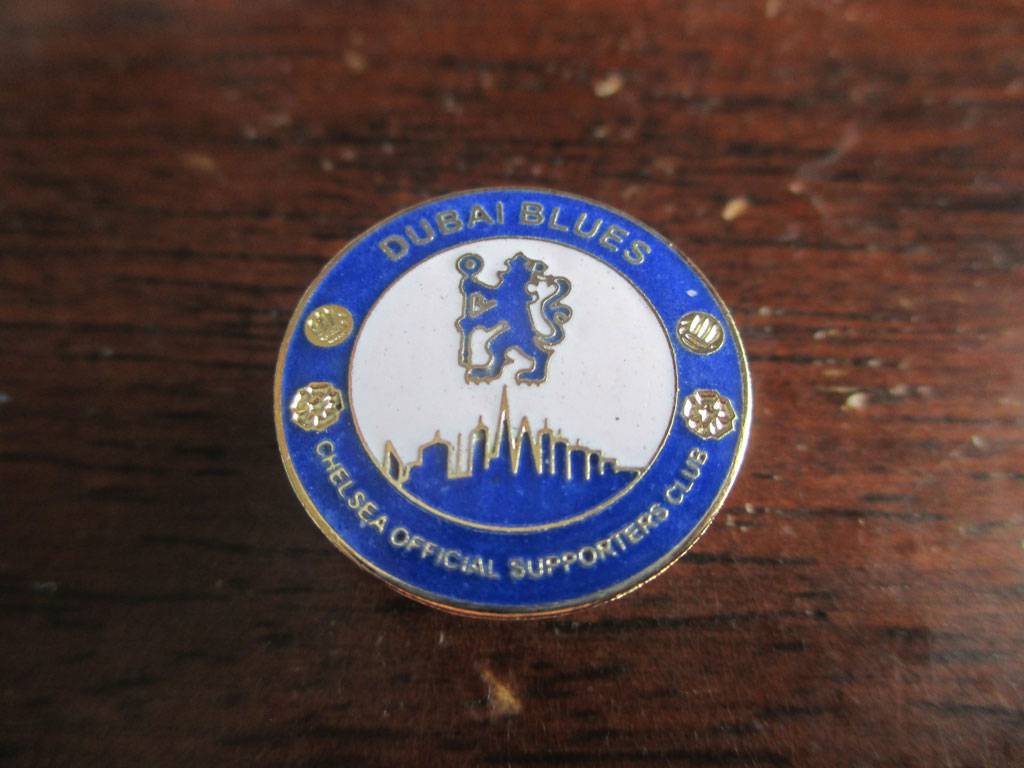 DUBAI BLUES
CHELSEA OFFICIAL SUPPORTERS CLUB